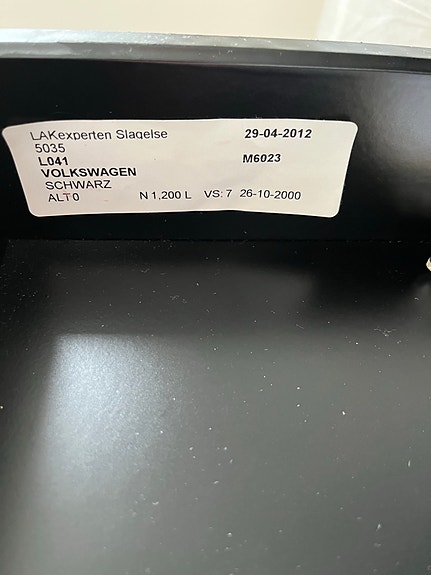 LAKexperten Slagelse 29-04-2012
5035
L041 M6023
VOLKSWAGEN
SCHWARZ
ALT0 N 1,200 L VS: 7 26-10-2000